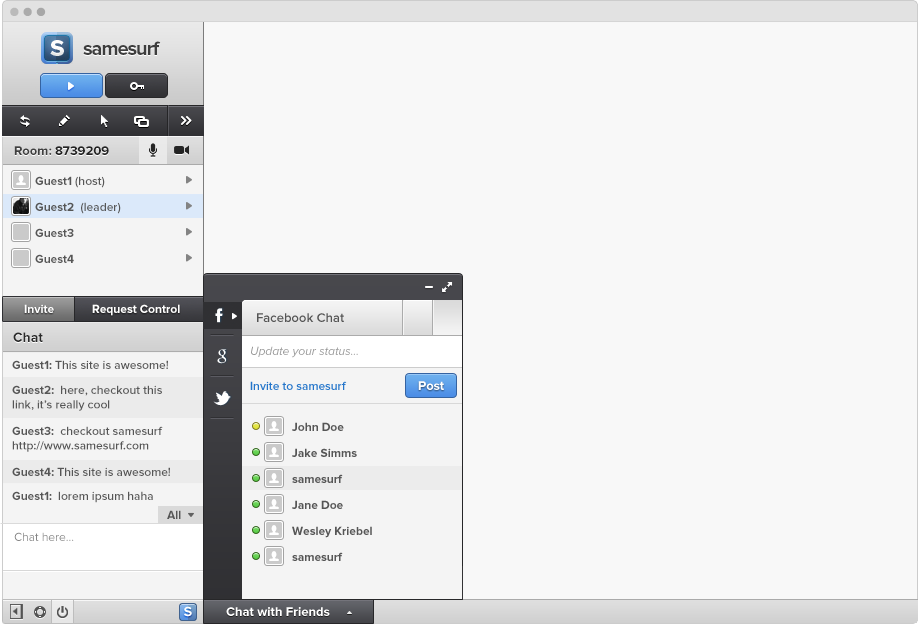 S samesurf
Room: 8739209
Guest1 (host)
Guest2 (leader)
Guest3
Guest4
Invite
Request Control
Chat
Guest1: This site is awesome!
Guest2: here, checkout this
link, it's really cool
Guest3: checkout samesurf
http://www.samesurf.com
Guest4: This site is awesome!
Guest1: lorem ipsum haha
All
Chat here...
S
f
g
Facebook Chat
Update your status...
Invite to samesurf
Post
John Doe
Jake Simms
samesurf
Jane Doe
Wesley Kriebel
samesurf
Chat with Friends